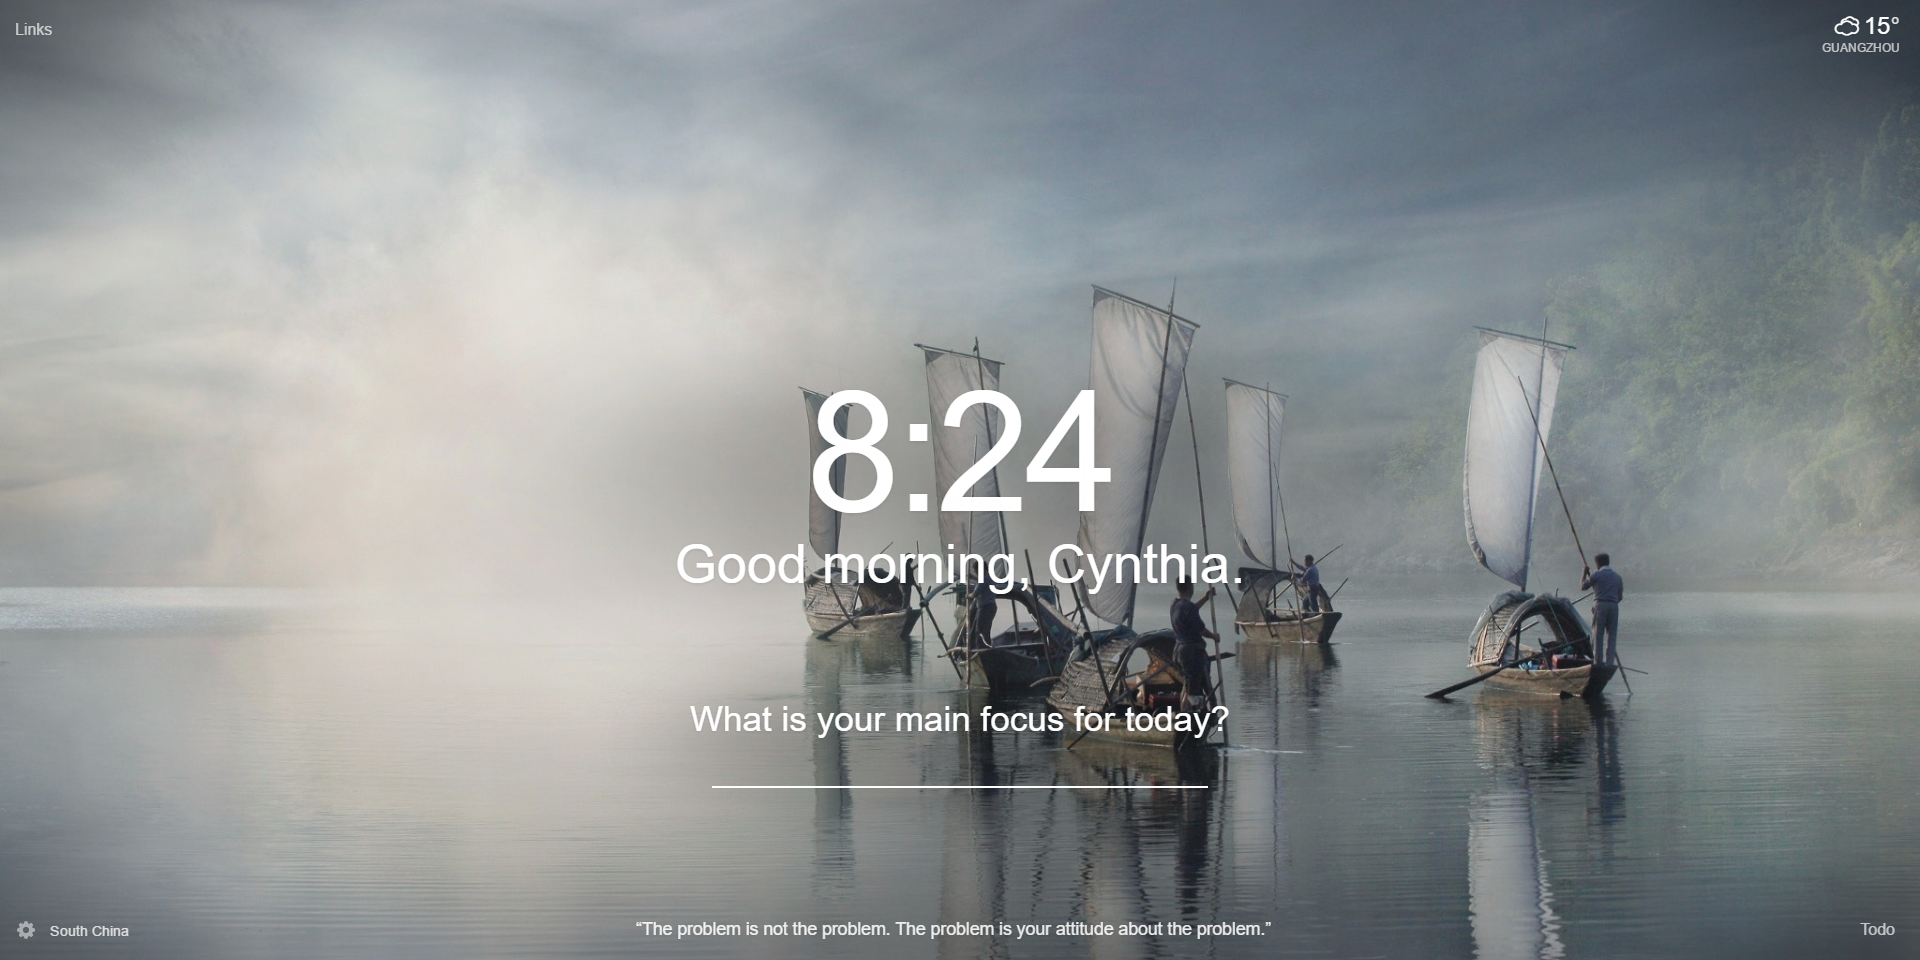 Links
15°
GUANGZHOU
8:24
Good morning, Cynthia.
What is your main focus for today?
South China
“The problem is not the problem. The problem is your attitude about the problem.”
Todo